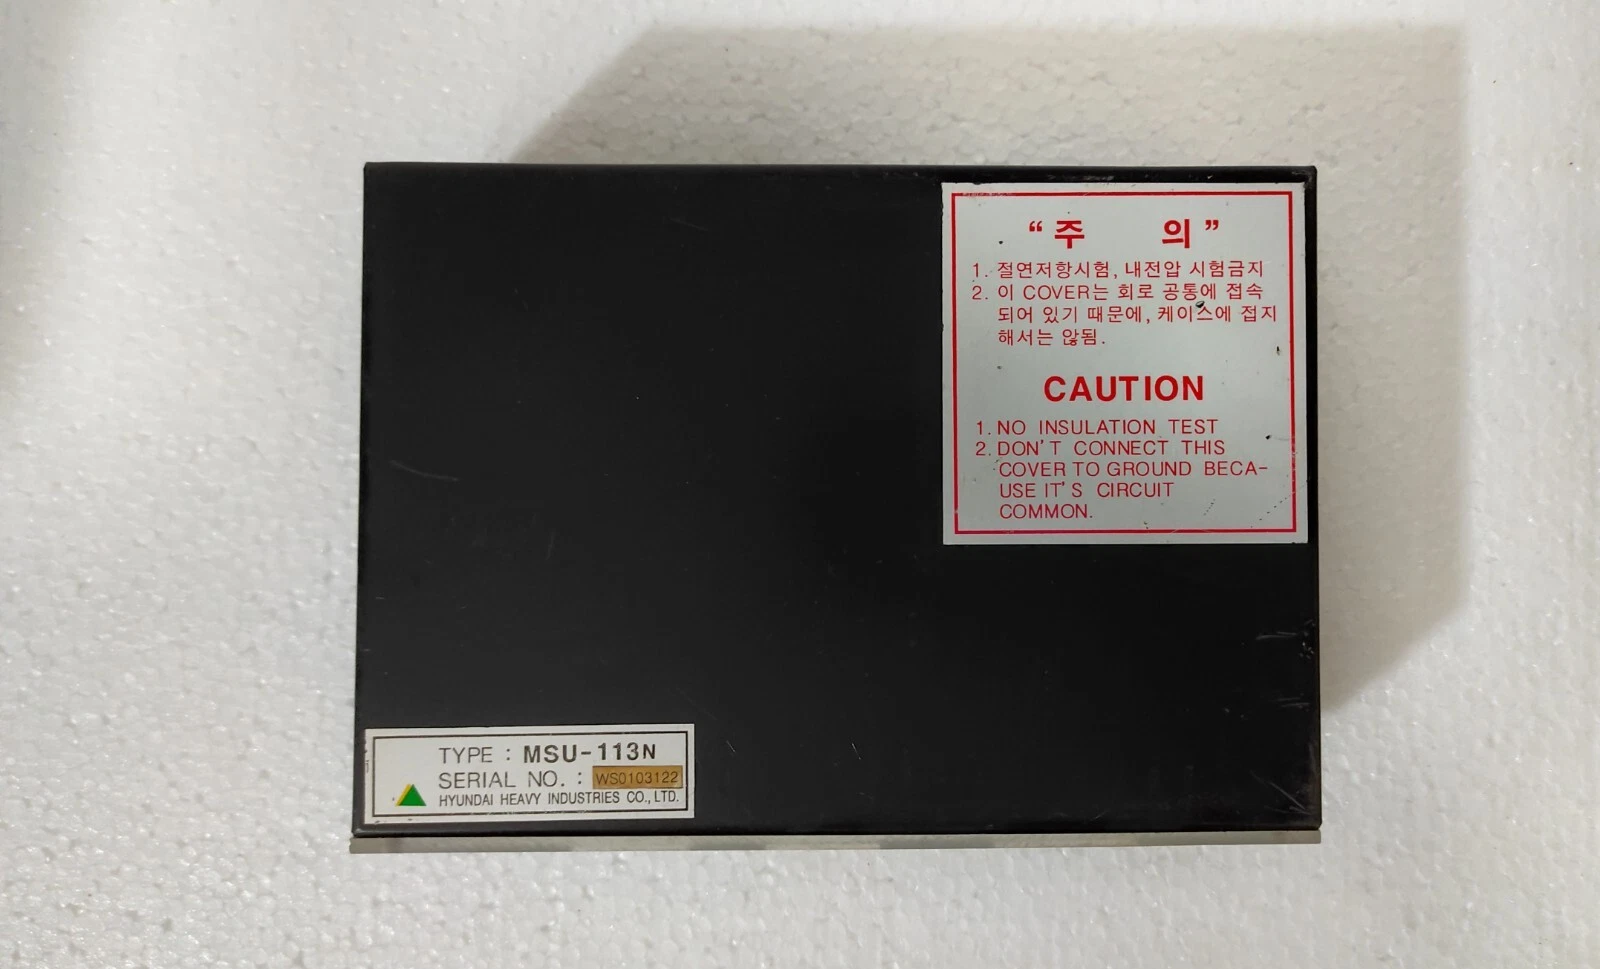 “주 의”
1. 절연저항시험, 내전압 시험금지
2. 이 COVER는 회로 공통에 접속
되어 있기 때문에, 케이스에 접지
해서는 않됨.
CAUTION
1. NO INSULATION TEST
2. DON'T CONNECT THIS
COVER TO GROUND BECA-
USE IT'S CIRCUIT
COMMON.
TYPE : MSU-113N
SERIAL NO. : WS0103122
HYUNDAI HEAVY INDUSTRIES CO., LTD.